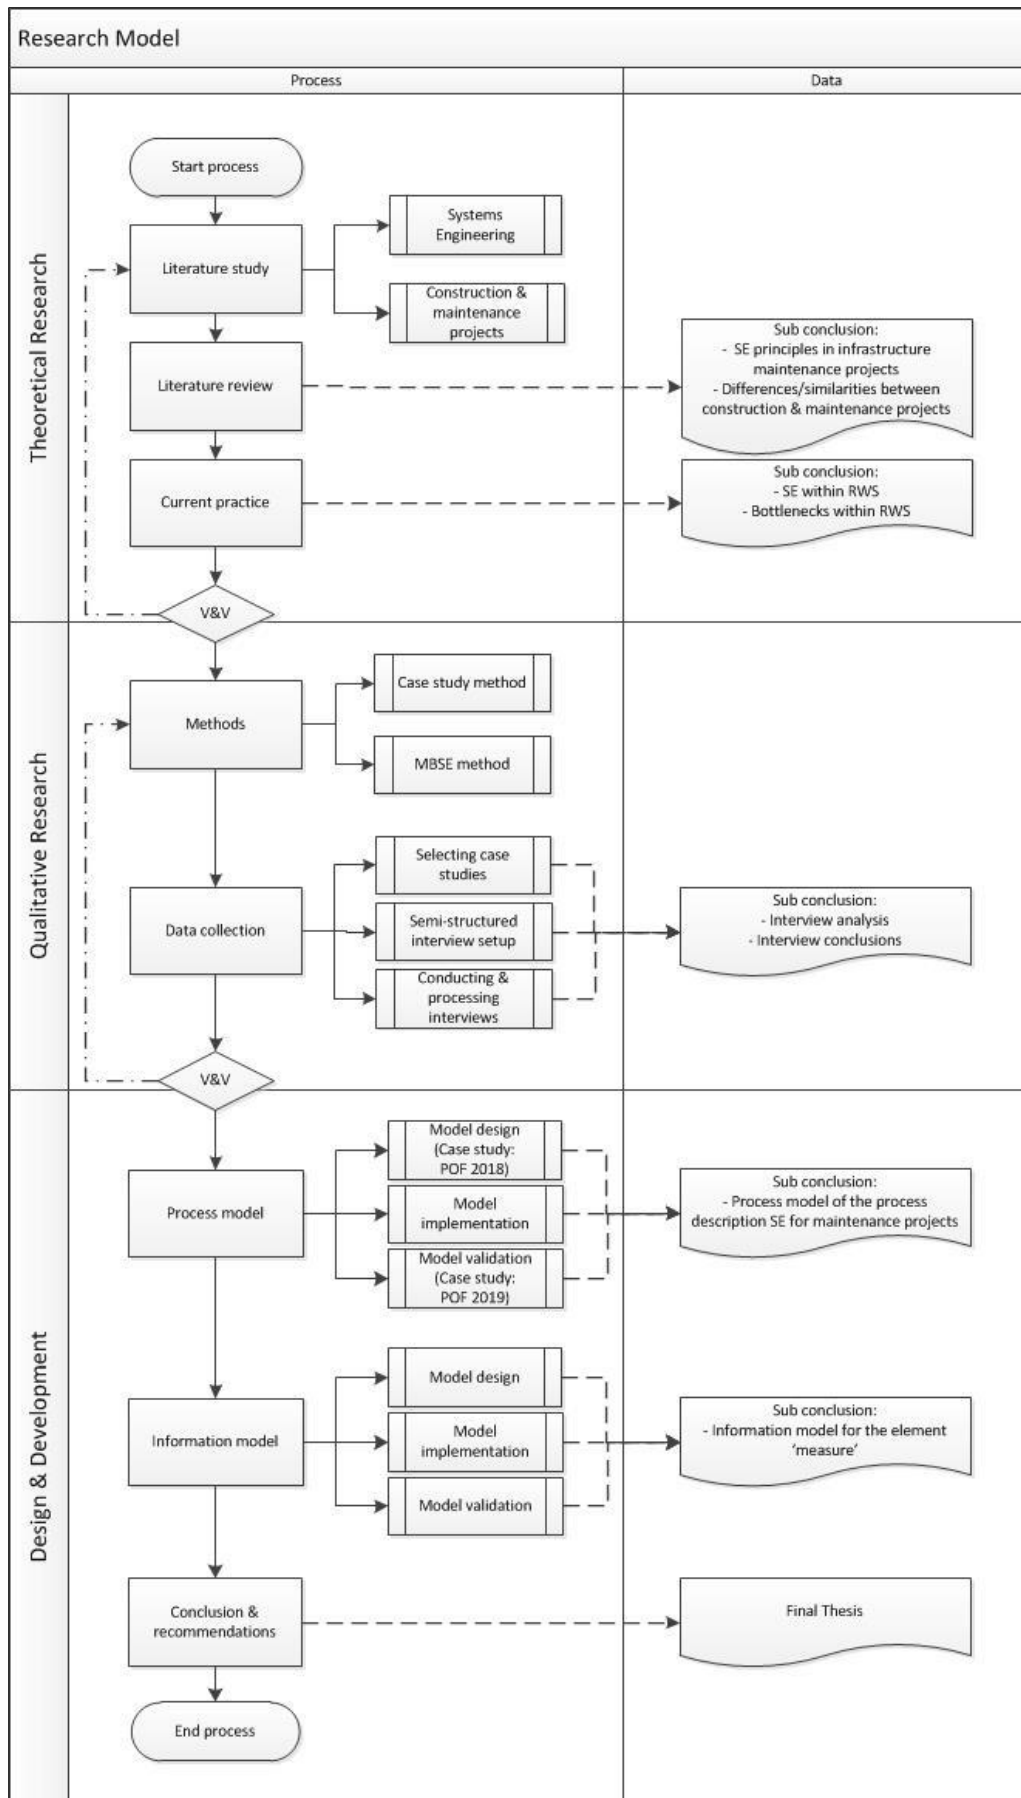 Research Model
Process
Data
Theoretical Research
Start process
Literature study
Systems
Engineering
Construction &
maintenance
projects
Literature review
Sub conclusion:
- SE principles in infrastructure
maintenance projects
- Differences/similarities between
construction & maintenance projects
Current practice
Sub conclusion:
- SE within RWS
- Bottlenecks within RWS
V&V
Qualitative Research
Methods
Case study method
MBSE method
Data collection
Selecting case
studies
Semi-structured
interview setup
Conducting &
processing
interviews
Sub conclusion:
- Interview analysis
- Interview conclusions
V&V
Design & Development
Process model
Model design
(Case study:
POF 2018)
Model
implementation
Model validation
(Case study:
POF 2019)
Sub conclusion:
- Process model of the process
description SE for maintenance projects
Information model
Model design
Model
implementation
Model validation
Sub conclusion:
- Information model for the element
'measure'
Conclusion &
recommendations
Final Thesis
End process